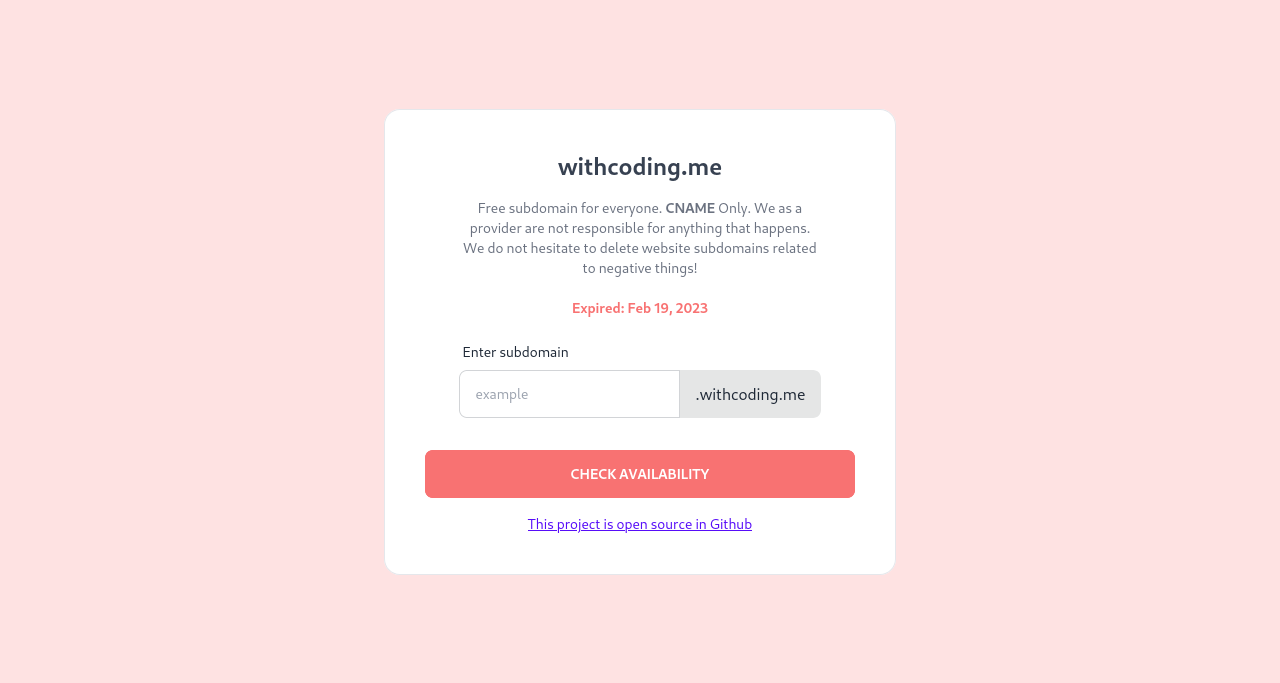 withcoding.me
Free subdomain for everyone. CNAME Only. We as a
provider are not responsible for anything that happens.
We do not hesitate to delete website subdomains related
to negative things!
Expired: Feb 19, 2023
Enter subdomain
example
.withcoding.me
CHECK AVAILABILITY
This project is open source in Github